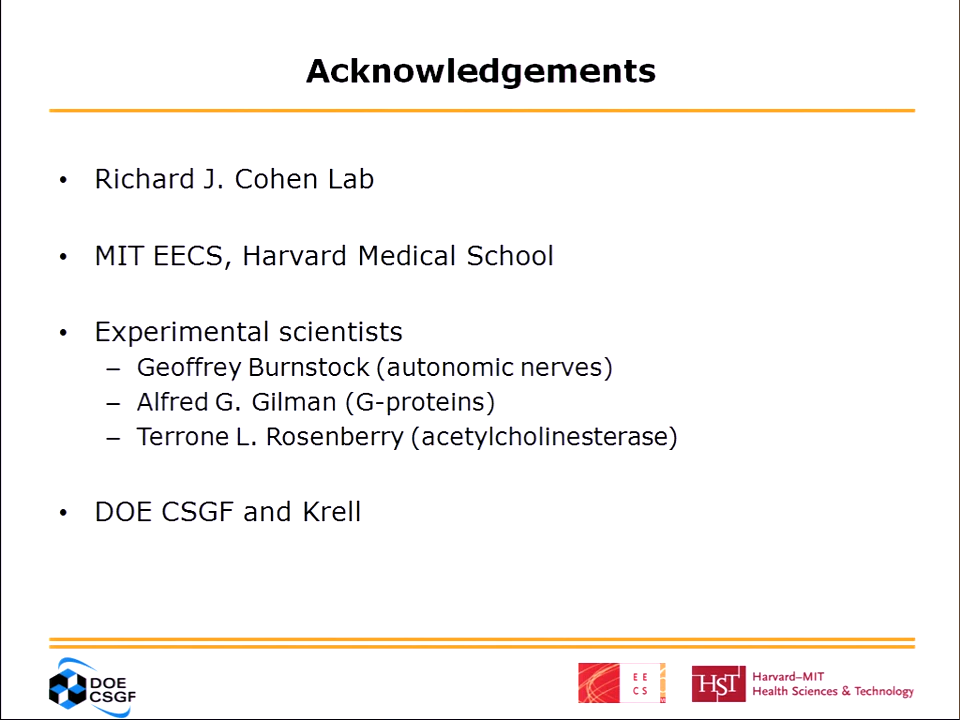 Acknowledgements
• Richard J. Cohen Lab
• MIT EECS, Harvard Medical School
• Experimental scientists
– Geoffrey Burnstock (autonomic nerves)
– Alfred G. Gilman (G-proteins)
– Terrone L. Rosenberry (acetylcholinesterase)
• DOE CSGF and Krell
DOE
CSGF
E E
C S
HST
Harvard–MIT
Health Sciences & Technology